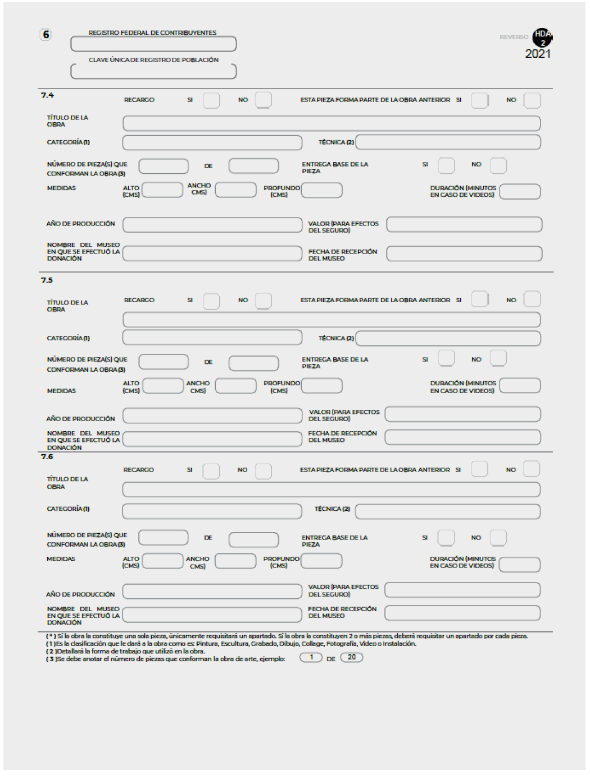 6 REGISTRO FEDERAL DE CONTRIBUYENTES REVERSO HDA 2
2021
CLAVE ÚNICA DE REGISTRO DE POBLACIÓN
7.4
RECARGO SI NO ESTA PIEZA FORMA PARTE DE LA OBRA ANTERIOR SI NO
TÍTULO DE LA
OBRA
CATEGORÍA (1) TÉCNICA (2)
NÚMERO DE PIEZA(S) QUE
CONFORMAN LA OBRA(3) DE ENTREGA BASE DE LA
PIEZA SI NO
MEDIDAS ALTO
(CMS) ANCHO
CMS) PROFUNDO
(CMS) DURACIÓN (MINUTOS
EN CASO DE VIDEOS)
AÑO DE PRODUCCIÓN VALOR (PARA EFECTOS
DEL SEGURO)
NOMBRE DEL MUSEO
EN QUE SE EFECTUÓ LA
DONACIÓN FECHA DE RECEPCIÓN
DEL MUSEO
7.5
RECARGO SI NO ESTA PIEZA FORMA PARTE DE LA OBRA ANTERIOR SI NO
TÍTULO DE LA
OBRA
CATEGORÍA (1) TÉCNICA (2)
NÚMERO DE PIEZA(S) QUE
CONFORMAN LA OBRA(3) DE ENTREGA BASE DE LA
PIEZA SI NO
MEDIDAS ALTO
(CMS) ANCHO
CMS) PROFUNDO
(CMS) DURACIÓN (MINUTOS
EN CASO DE VIDEOS)
AÑO DE PRODUCCIÓN VALOR (PARA EFECTOS
DEL SEGURO)
NOMBRE DEL MUSEO
EN QUE SE EFECTUÓ LA
DONACIÓN FECHA DE RECEPCIÓN
DEL MUSEO
7.6
RECARGO SI NO ESTA PIEZA FORMA PARTE DE LA OBRA ANTERIOR SI NO
TÍTULO DE LA
OBRA
CATEGORÍA (1) TÉCNICA (2)
NÚMERO DE PIEZA(S) QUE
CONFORMAN LA OBRA(3) DE ENTREGA BASE DE LA
PIEZA SI NO
MEDIDAS ALTO
(CMS) ANCHO
CMS) PROFUNDO
(CMS) DURACIÓN (MINUTOS
EN CASO DE VIDEOS)
AÑO DE PRODUCCIÓN VALOR (PARA EFECTOS
DEL SEGURO)
NOMBRE DEL MUSEO
EN QUE SE EFECTUÓ LA
DONACIÓN FECHA DE RECEPCIÓN
DEL MUSEO
( * ) Si la obra la constituye una sola pieza, únicamente requisitará un apartado. Si la obra la constituyen 2 o más piezas, deberá requisitar un apartado por cada pieza.
( 1 )Es la clasificación que le dará a la obra como es: Pintura, Escultura, Grabado, Dibujo, Collage, Fotografía, Video o Instalación.
( 2 )Detallará la forma de trabajo que utilizó en la obra.
( 3 )Se debe anotar el número de piezas que conforman la obra de arte, ejemplo: 1 DE 20